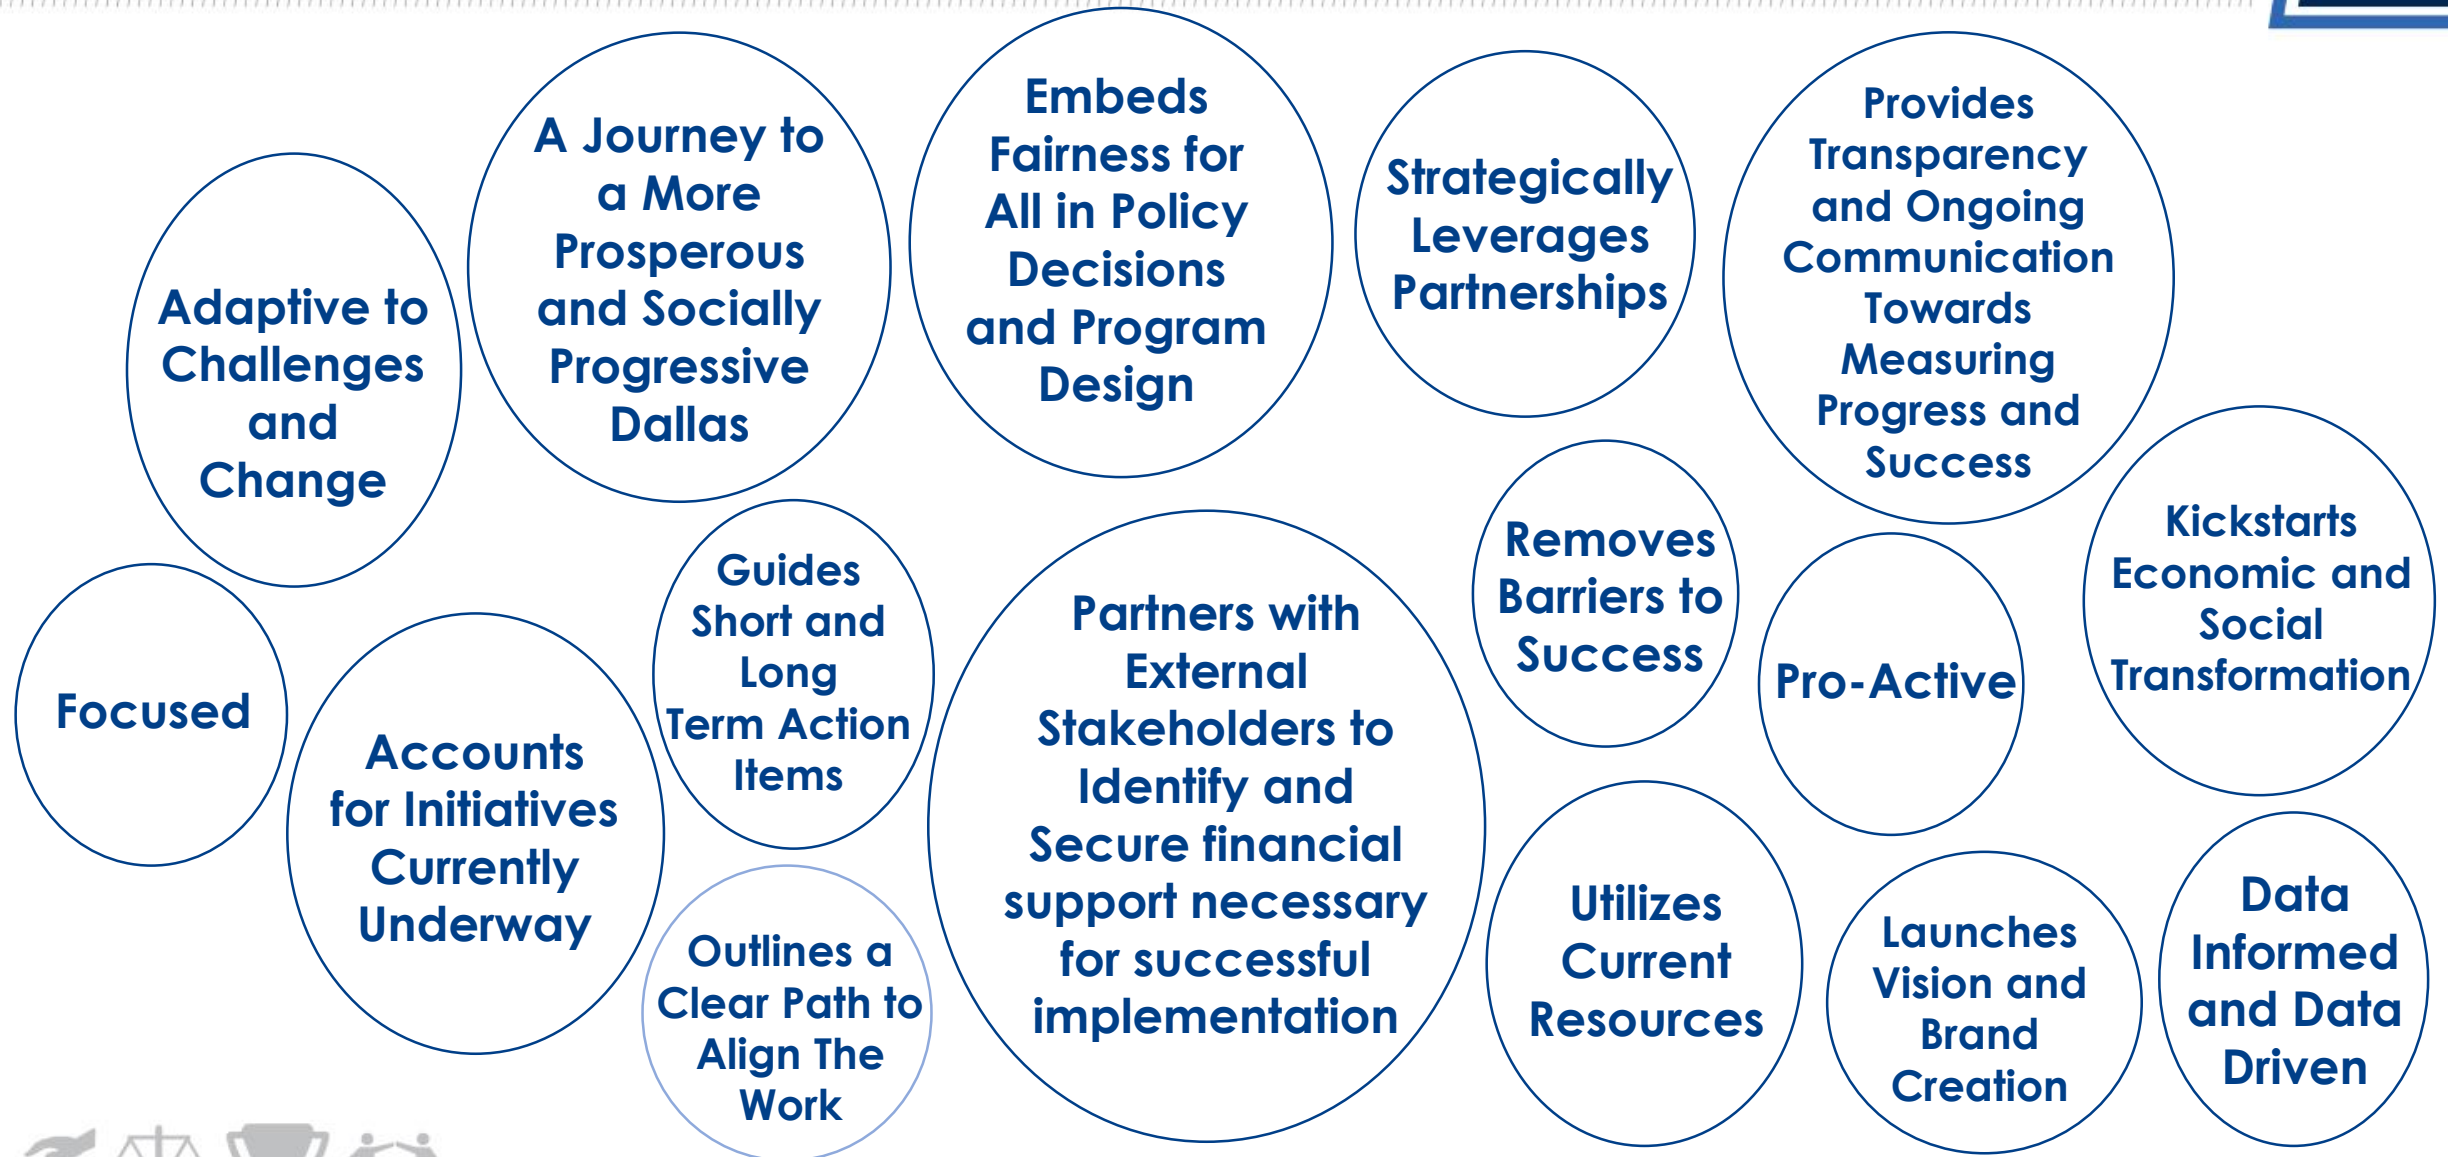 Adaptive to
Challenges
and
Change
A Journey to
a More
Prosperous
and Socially
Progressive
Dallas
Embeds
Fairness for
All in Policy
Decisions
and Program
Design
Strategically
Leverages
Partnerships
Provides
Transparency
and Ongoing
Communication
Towards
Measuring
Progress and
Success
Focused
Accounts
for Initiatives
Currently
Underway
Guides
Short and
Long
Term Action
Items
Partners with
External
Stakeholders to
Identify and
Secure financial
support necessary
for successful
implementation
Removes
Barriers to
Success
Pro-Active
Kickstarts
Economic and
Social
Transformation
Outlines a
Clear Path to
Align The
Work
Utilizes
Current
Resources
Launches
Vision and
Brand
Creation
Data
Informed
and Data
Driven